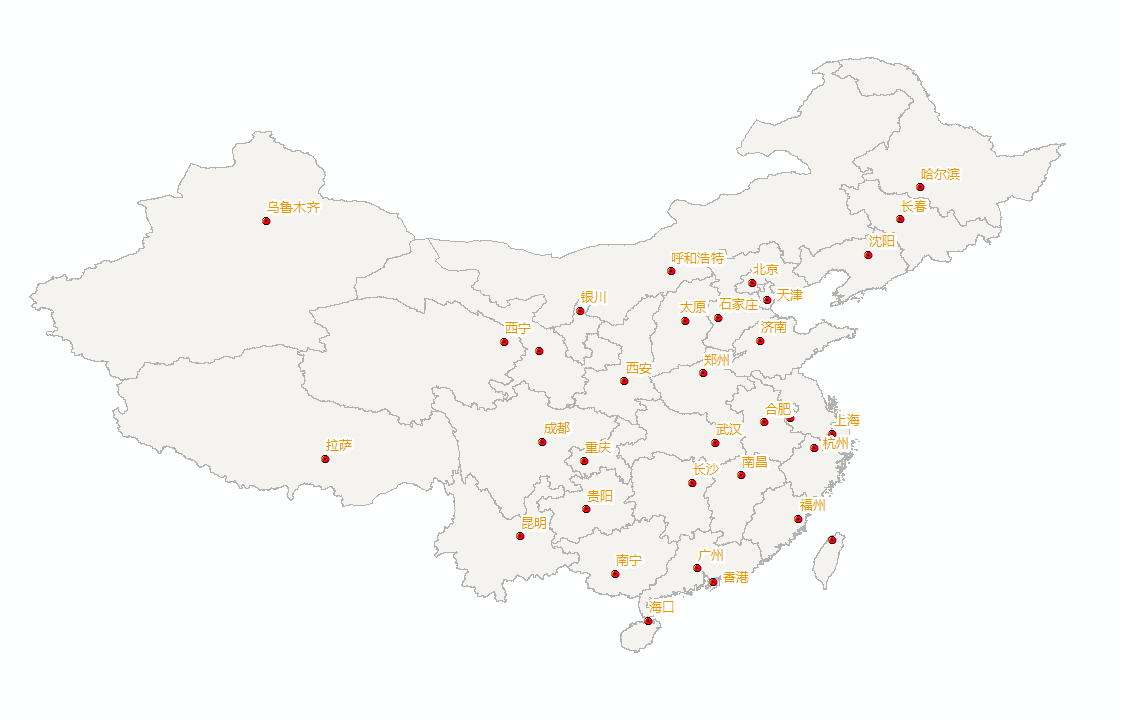 哈尔滨
长春
乌鲁木齐
沈阳
呼和浩特
北京
天津
银川
太原
石家庄
西宁
济南
郑州
西安
合肥
上海
成都
武汉
杭州
重庆
拉萨
长沙
南昌
贵阳
福州
昆明
南宁
广州
香港
海口